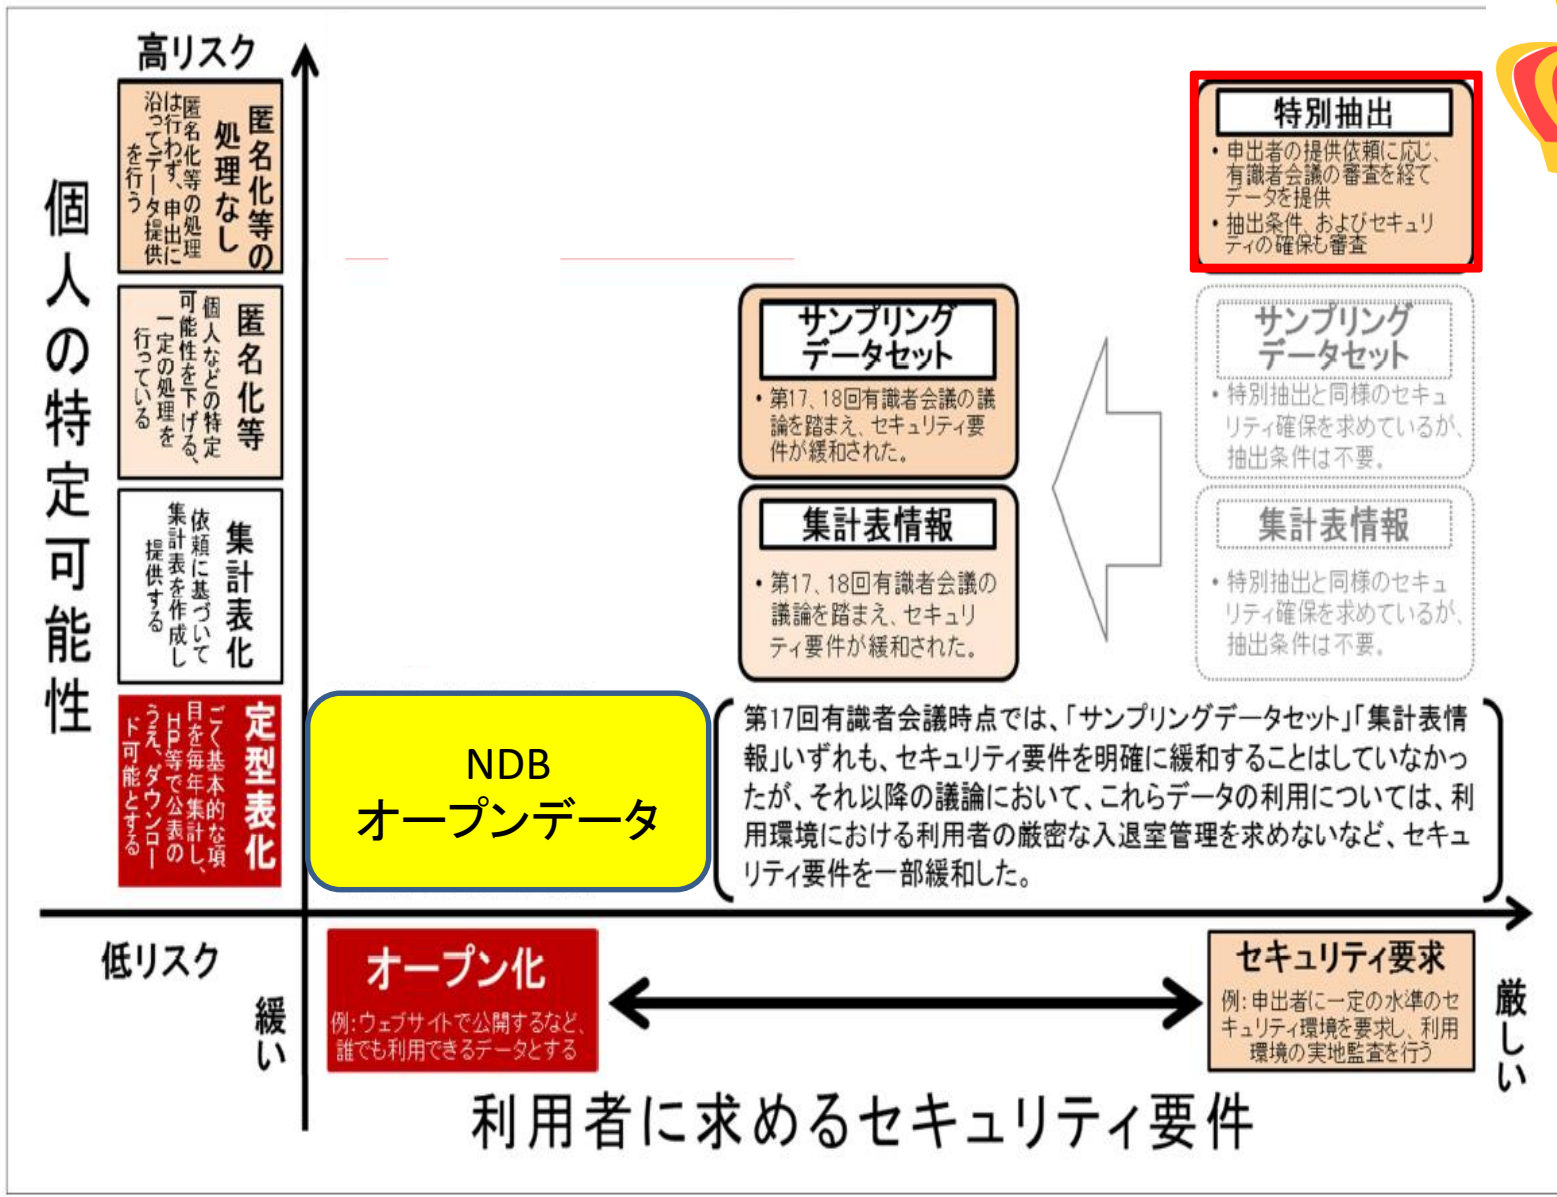 高リスク
個人の特定可能性
匿名化等の
処理なし
匿名化等の処理
は行わず、申出に
沿ってデータ提供
を行う
匿名化等
個人などの特定
可能性を下げる、
一定の処理を
行っている
集計表化
依頼に基づいて
集計表を作成し
提供する
定型表化
ごく基本的な項
目を毎年集計し、
HP等で公表の
うえ、ダウンロー
ド可能とする
特別抽出
・申出者の提供依頼に応じ、
有識者会議の審査を経て
データを提供
・抽出条件、およびセキュリ
ティの確保も審査
サンプリング
データセット
・第17、18回有識者会議の議
論を踏まえ、セキュリティ要
件が緩和された。
サンプリング
データセット
・特別抽出と同様のセキュ
リティ確保を求めているが、
抽出条件は不要。
集計表情報
・第17、18回有識者会議の
議論を踏まえ、セキュリ
ティ要件が緩和された。
集計表情報
・特別抽出と同様のセキュ
リティ確保を求めているが、
抽出条件は不要。
NDB
オープンデータ
第17回有識者会議時点では、「サンプリングデータセット」「集計表情
報」いずれも、セキュリティ要件を明確に緩和することはしていなかっ
たが、それ以降の議論において、これらデータの利用については、利
用環境における利用者の厳密な入退室管理を求めないなど、セキュ
リティ要件を一部緩和した。
低リスク
緩い
オープン化
例:ウェブサイトで公開するなど、
誰でも利用できるデータとする
セキュリティ要求
例:申出者に一定の水準のセ
キュリティ環境を要求し、利用
環境の実地監査を行う
厳しい
利用者に求めるセキュリティ要件